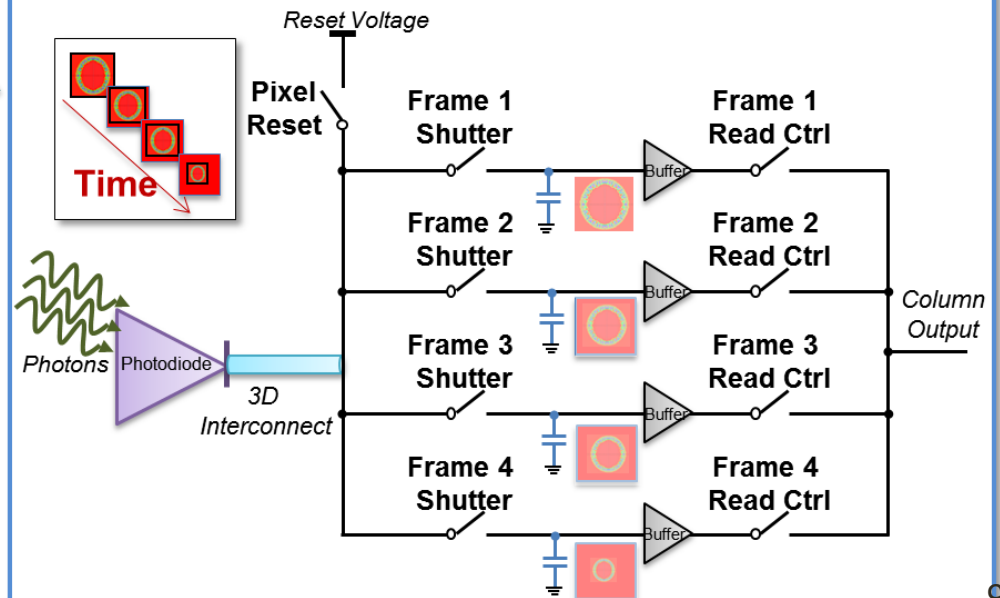 Reset Voltage
Pixel
Reset
Time
Frame 1
Shutter
Buffer
Frame 1
Read Ctrl
Frame 2
Shutter
Buffer
Frame 2
Read Ctrl
Photons
Photodiode
3D
Interconnect
Frame 3
Shutter
Buffer
Frame 3
Read Ctrl
Column
Output
Frame 4
Shutter
Buffer
Frame 4
Read Ctrl